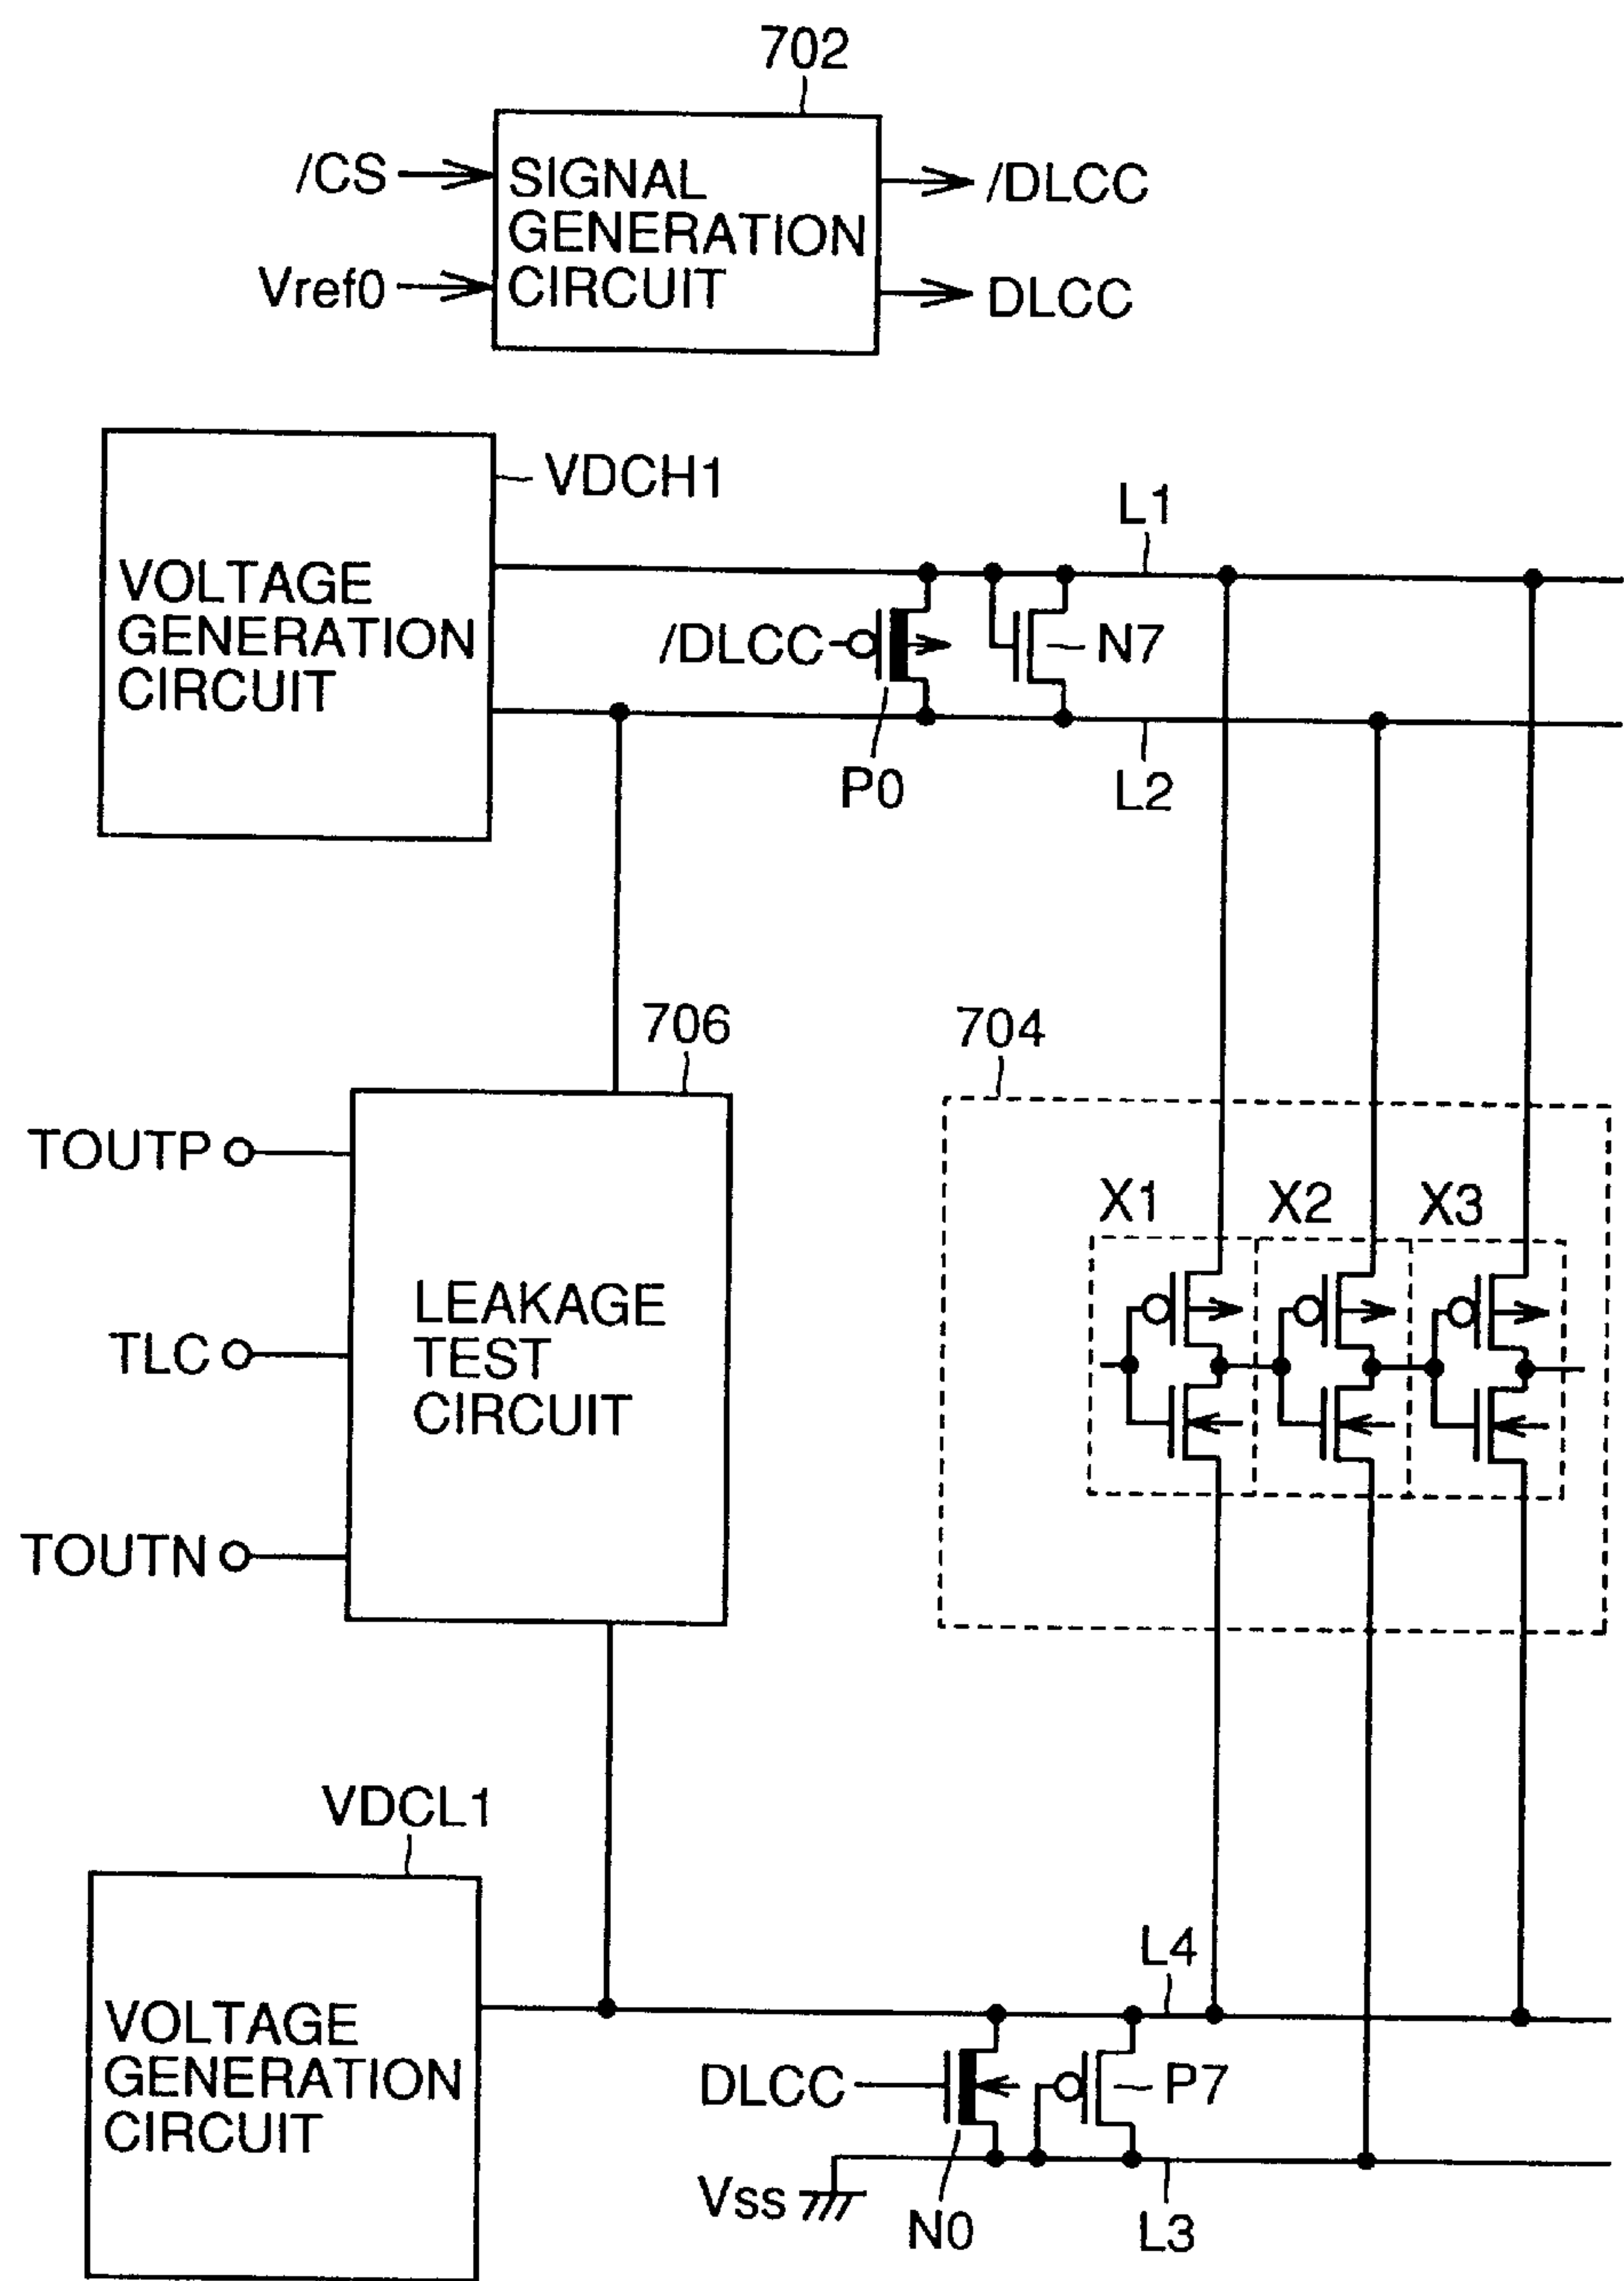 702
/CS
SIGNAL
GENERATION
CIRCUIT
/DLCC
Vref0
DLCC
VDCH1
VOLTAGE
GENERATION
CIRCUIT
L1
/DLCC
N7
P0
L2
706
704
TOUTP
TLC
TOUTN
LEAKAGE
TEST
CIRCUIT
X1
X2
X3
VDCL1
VOLTAGE
GENERATION
CIRCUIT
L4
DLCC
P7
Vss
N0
L3